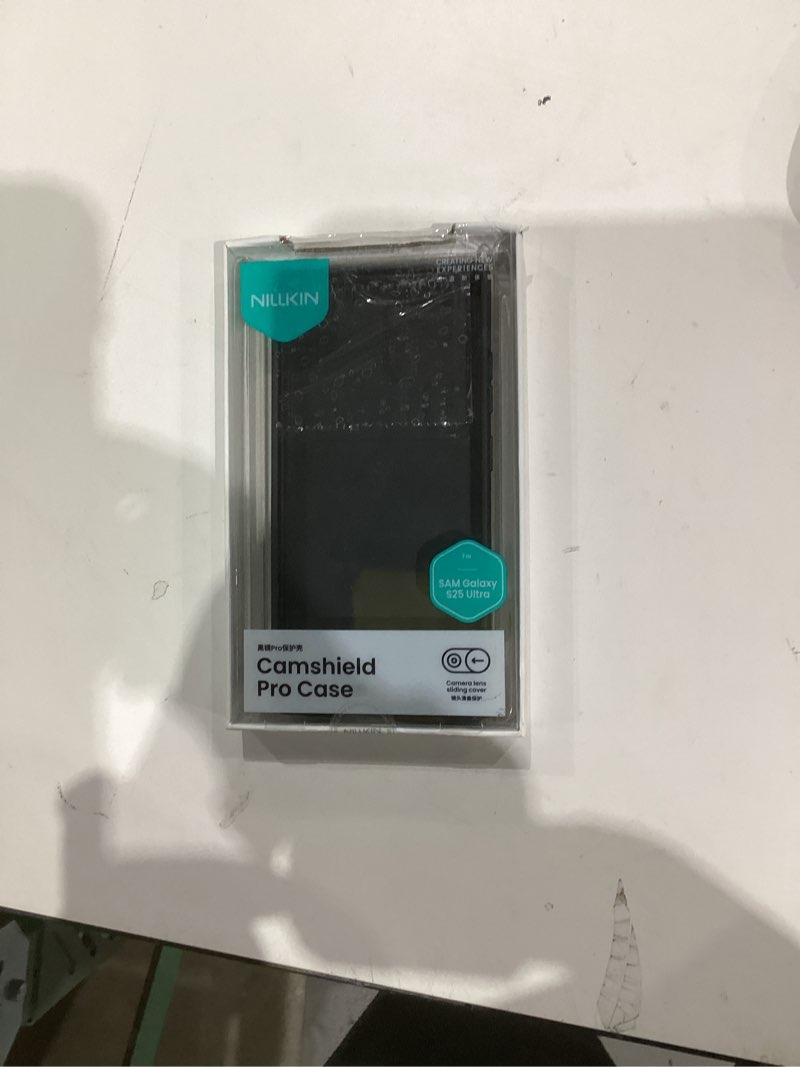 NILLKIN
CREATING NEW
EXPERIENCES
For
SAM Galaxy
S25 Ultra
黑镜Pro保护壳
Camshield
Pro Case
Camera lens
sliding cover
镜头滑盖保护
NILLKIN